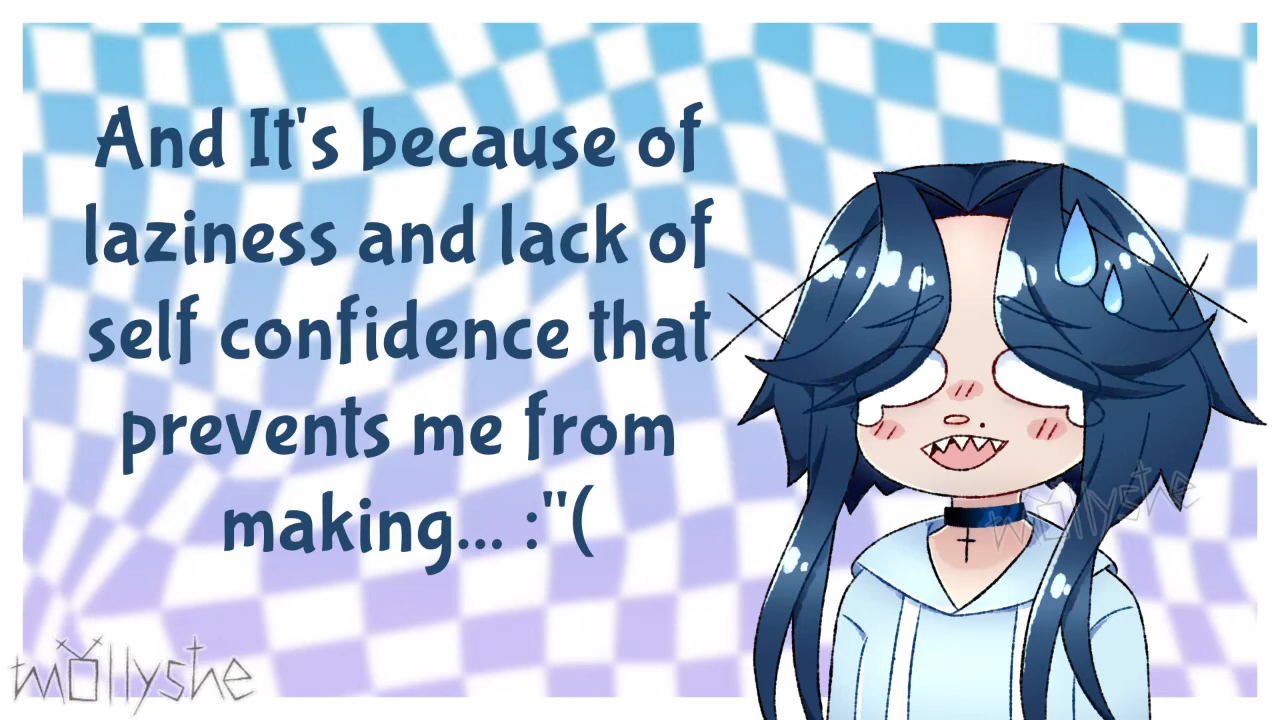 And It's because of
laziness and lack of
self confidence that
prevents me from
making... :"(
mollyshe
mollyshe